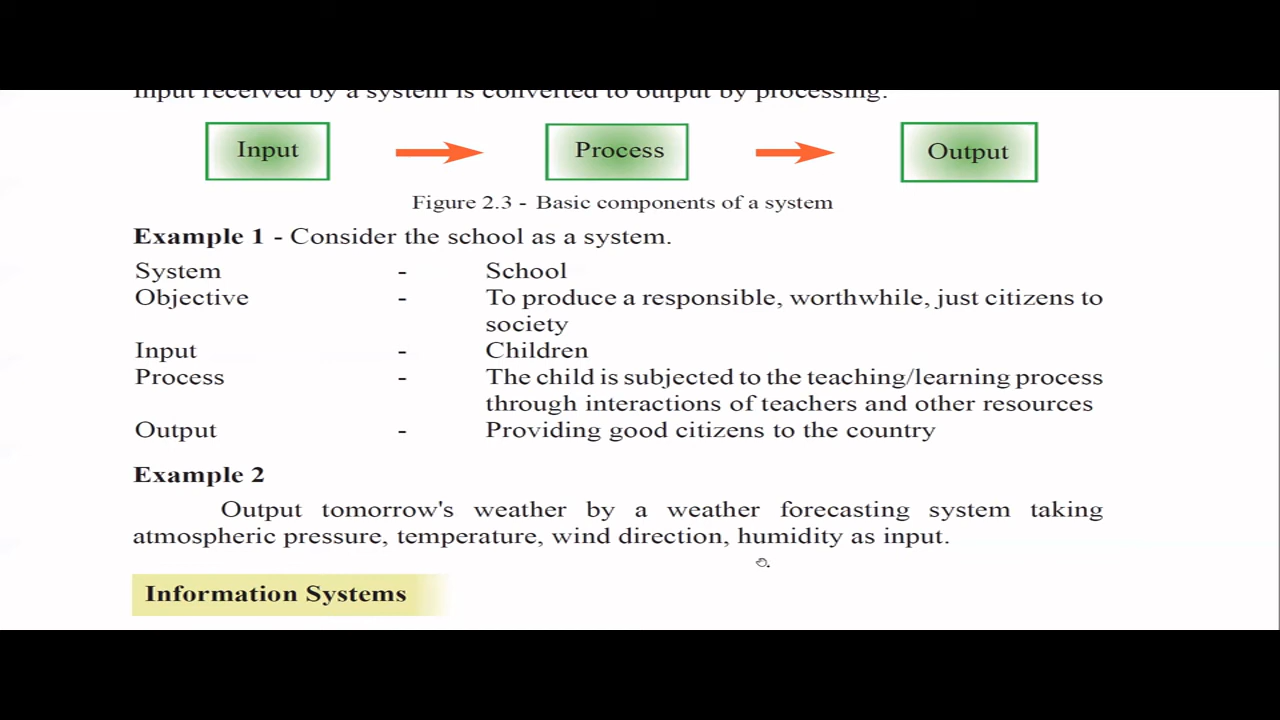 Input received by a system is converted to output by processing.
Input Process Output
Figure 2.3 - Basic components of a system
Example 1 - Consider the school as a system.
System - School
Objective - To produce a responsible, worthwhile, just citizens to
society
Input - Children
Process - The child is subjected to the teaching/learning process
through interactions of teachers and other resources
Output - Providing good citizens to the country
Example 2
Output tomorrow's weather by a weather forecasting system taking
atmospheric pressure, temperature, wind direction, humidity as input.
Information Systems